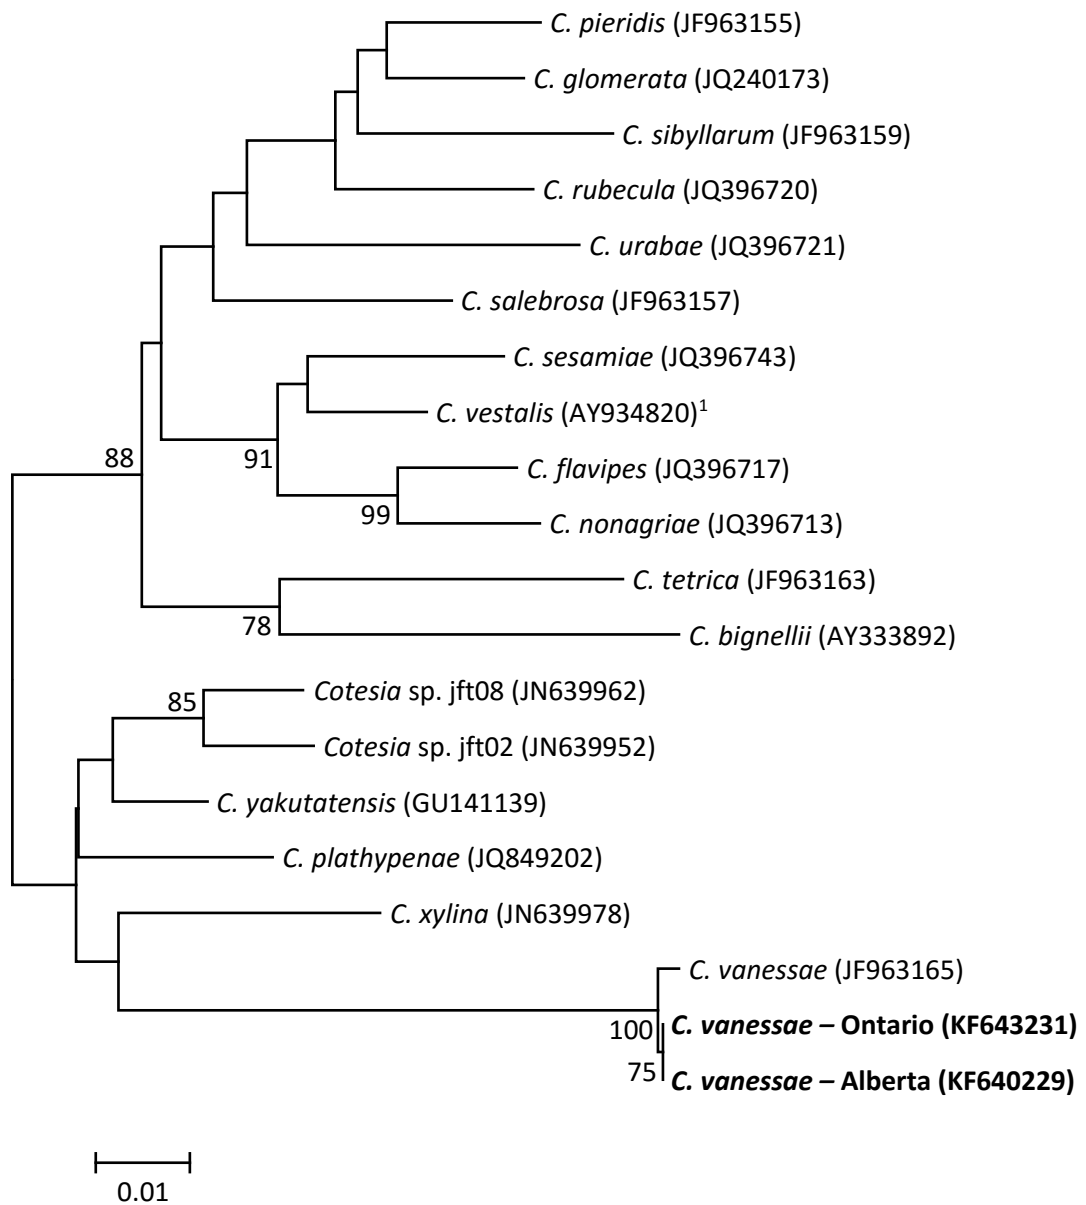 C. pieridis (JF963155)
C. glomerata (JQ240173)
C. sibyllarum (JF963159)
C. rubecula (JQ396720)
C. urabae (JQ396721)
C. salebrosa (JF963157)
C. sesamiae (JQ396743)
C. vestalis (AY934820)¹
88
91
C. flavipes (JQ396717)
99
C. nonagriae (JQ396713)
C. tetrica (JF963163)
78
C. bignellii (AY333892)
85
Cotesia sp. jft08 (JN639962)
Cotesia sp. jft02 (JN639952)
C. yakutatensis (GU141139)
C. plathypenae (JQ849202)
C. xylina (JN639978)
C. vanessae (JF963165)
100
C. vanessae – Ontario (KF643231)
75
C. vanessae – Alberta (KF640229)
0.01